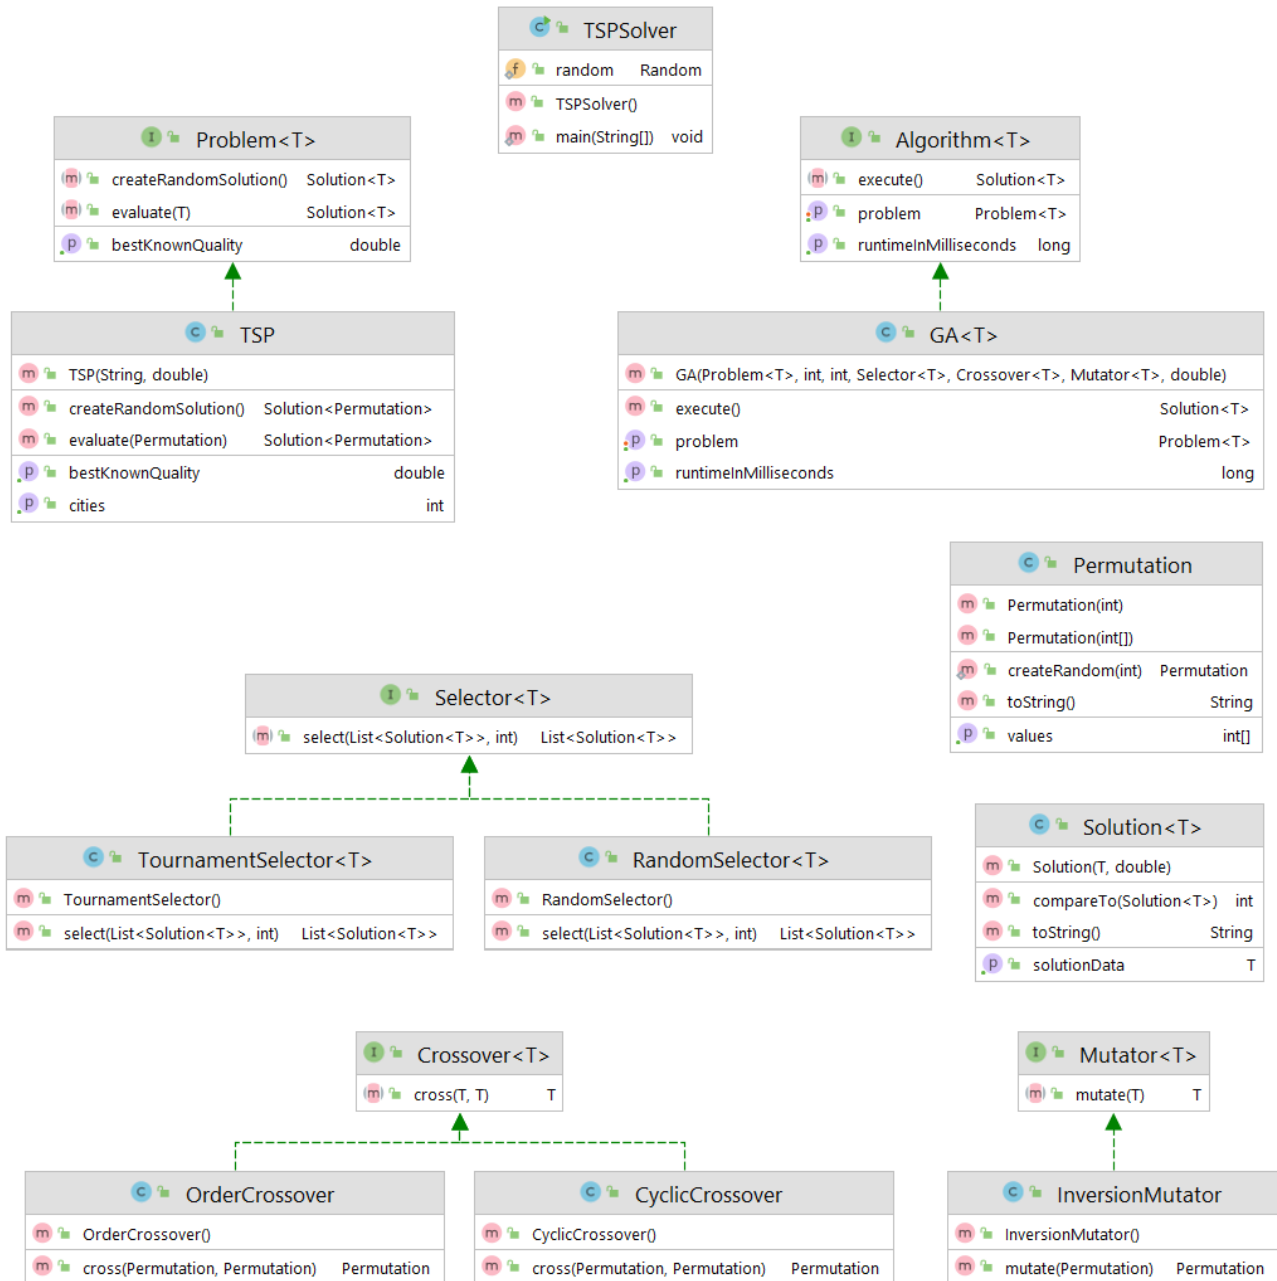 TSPSolver
random Random
TSPSolver()
main(String[]) void
Problem<T>
createRandomSolution() Solution<T>
evaluate(T) Solution<T>
bestKnownQuality double
Algorithm<T>
execute() Solution<T>
problem Problem<T>
runtimeInMilliseconds long
TSP
TSP(String, double)
createRandomSolution() Solution<Permutation>
evaluate(Permutation) Solution<Permutation>
bestKnownQuality double
cities int
GA<T>
GA(Problem<T>, int, int, Selector<T>, Crossover<T>, Mutator<T>, double)
execute() Solution<T>
problem Problem<T>
runtimeInMilliseconds long
Permutation
Permutation(int)
Permutation(int[])
createRandom(int) Permutation
toString() String
values int[]
Selector<T>
select(List<Solution<T>>, int) List<Solution<T>>
TournamentSelector<T>
TournamentSelector()
select(List<Solution<T>>, int) List<Solution<T>>
RandomSelector<T>
RandomSelector()
select(List<Solution<T>>, int) List<Solution<T>>
Solution<T>
Solution(T, double)
compareTo(Solution<T>) int
toString() String
solutionData T
Crossover<T>
cross(T, T) T
Mutator<T>
mutate(T) T
OrderCrossover
OrderCrossover()
cross(Permutation, Permutation) Permutation
CyclicCrossover
CyclicCrossover()
cross(Permutation, Permutation) Permutation
InversionMutator
InversionMutator()
mutate(Permutation) Permutation